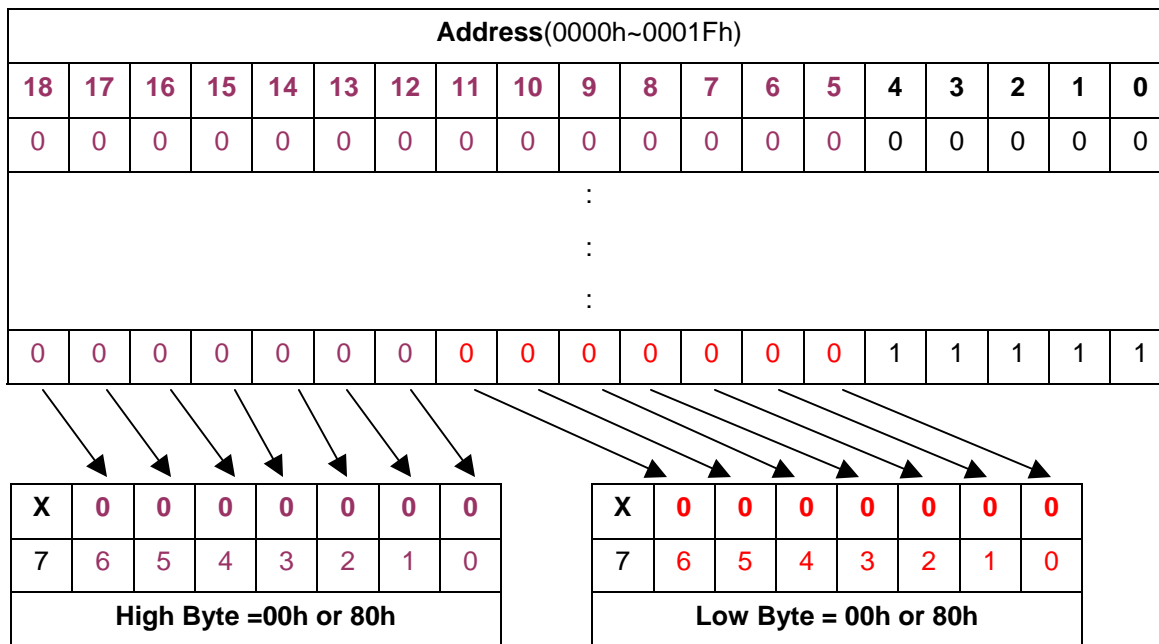 Address(0000h~0001Fh)
18 17 16 15 14 13 12 11 10 9 8 7 6 5 4 3 2 1 0
0 0 0 0 0 0 0 0 0 0 0 0 0 0 0 0 0 0 0
:
:
:
0 0 0 0 0 0 0 0 0 0 0 0 0 0 1 1 1 1 1
X 0 0 0 0 0 0 0
7 6 5 4 3 2 1 0
High Byte =00h or 80h
X 0 0 0 0 0 0 0
7 6 5 4 3 2 1 0
Low Byte = 00h or 80h